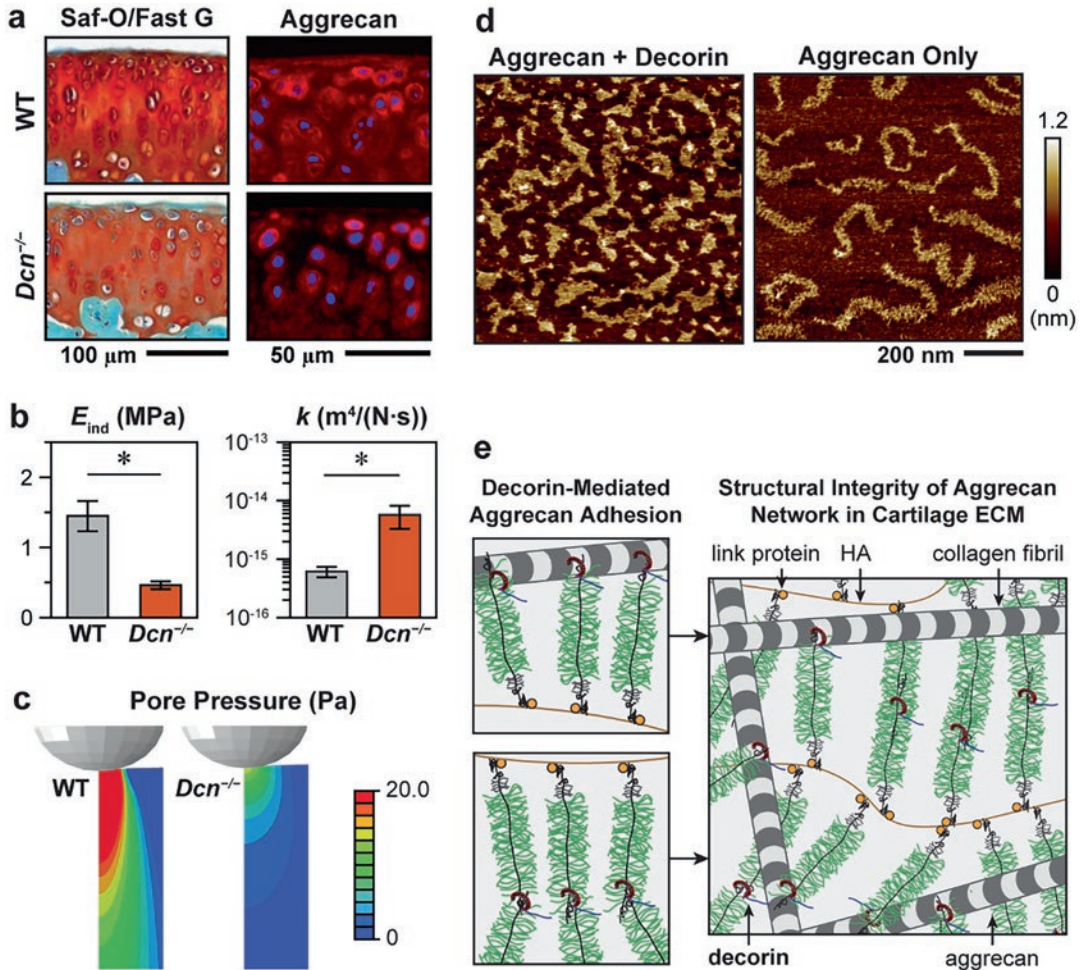 a
Saf-O/Fast G
Aggrecan
WT
Dcn⁻/⁻
100 μm
50 μm
b
E_ind (MPa)
k (m⁴/(N·s))
2
1
0
*
WT
Dcn⁻/⁻
10⁻¹³
10⁻¹⁴
10⁻¹⁵
10⁻¹⁶
*
WT
Dcn⁻/⁻
c
Pore Pressure (Pa)
WT
Dcn⁻/⁻
20.0
0
d
Aggrecan + Decorin
Aggrecan Only
1.2
0
(nm)
200 nm
e
Decorin-Mediated
Aggrecan Adhesion
Structural Integrity of Aggrecan
Network in Cartilage ECM
link protein
HA
collagen fibril
decorin
aggrecan